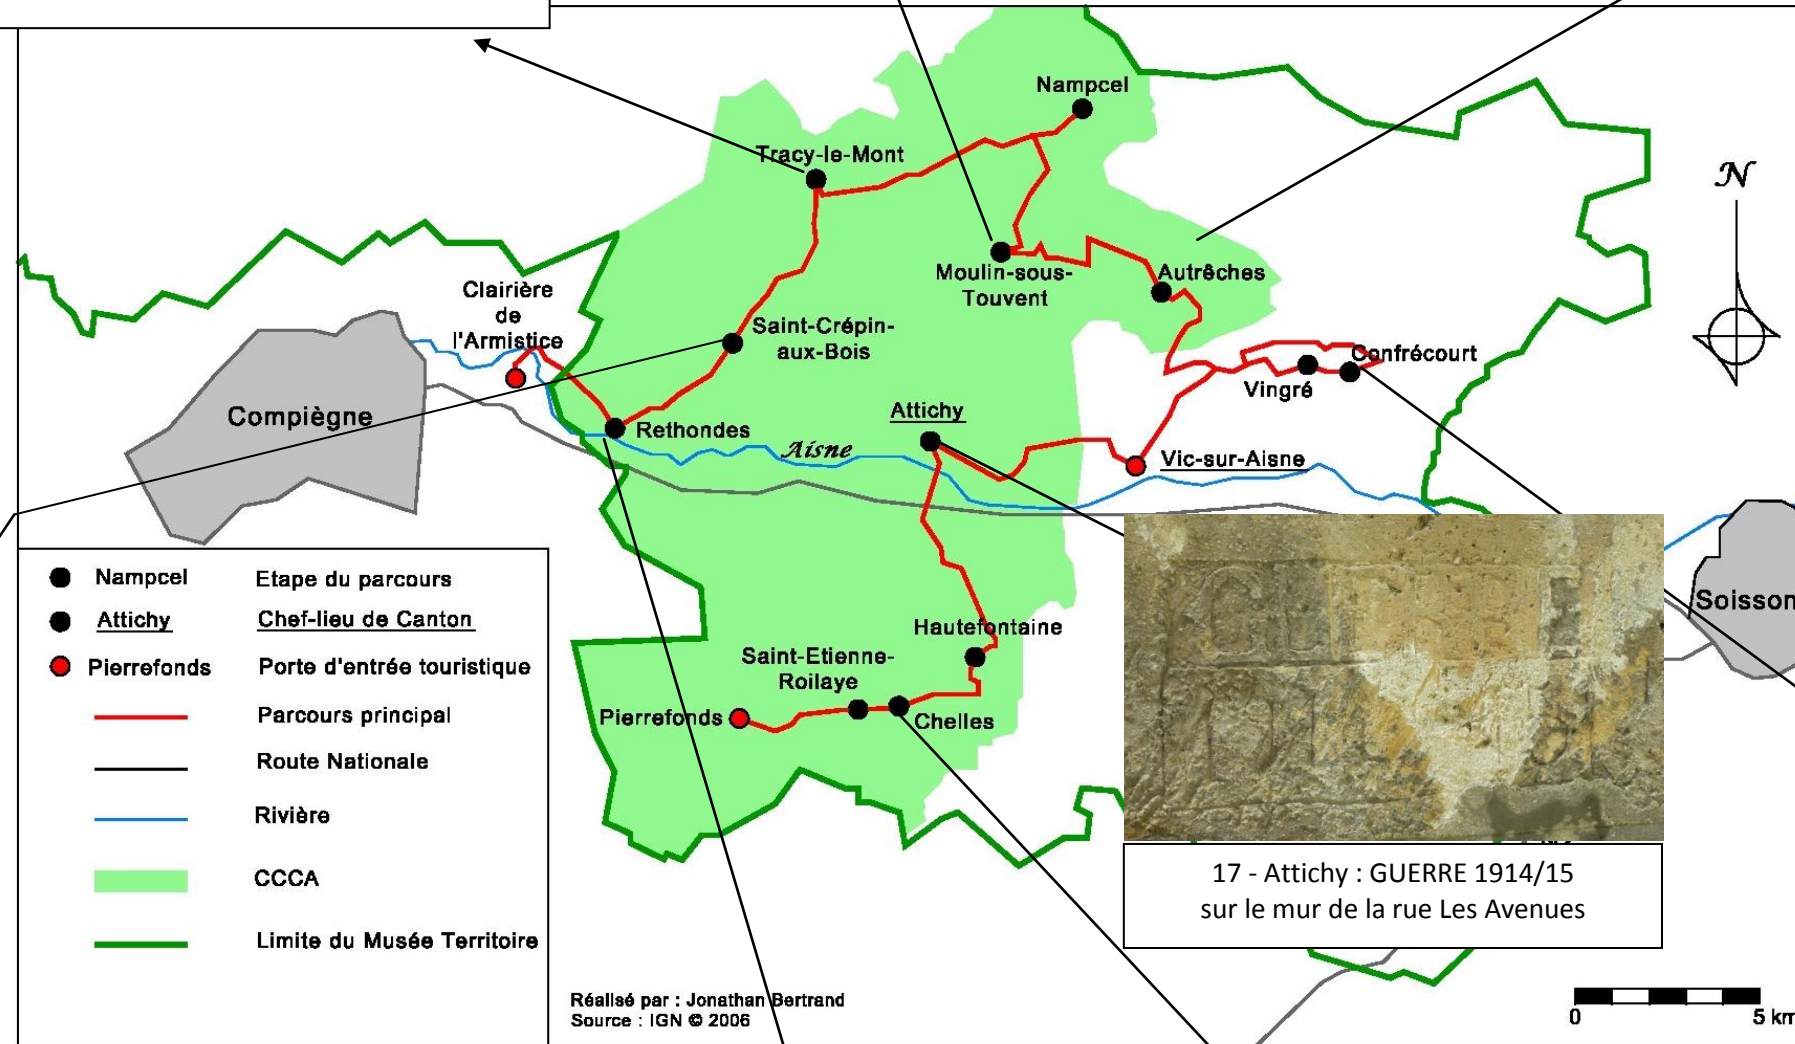 Nampcel
Tracy-le-Mont
N
Moulin-sous-
Touvent
Autrêches
Clairière
de
l'Armistice
Saint-Crépin-
aux-Bois
Confrécourt
Vingré
Compiègne
Attichy
Rethondes
Aisne
Vic-sur-Aisne
Soisson
Hautefontaine
Saint-Etienne-
Roilaye
Pierrefonds
Chelles
Nampcel Etape du parcours
Attichy Chef-lieu de Canton
Pierrefonds Porte d'entrée touristique
Parcours principal
Route Nationale
Rivière
CCCA
Limite du Musée Territoire
17 - Attichy : GUERRE 1914/15
sur le mur de la rue Les Avenues
Réalisé par : Jonathan Bertrand
Source : IGN © 2006
0 5 km